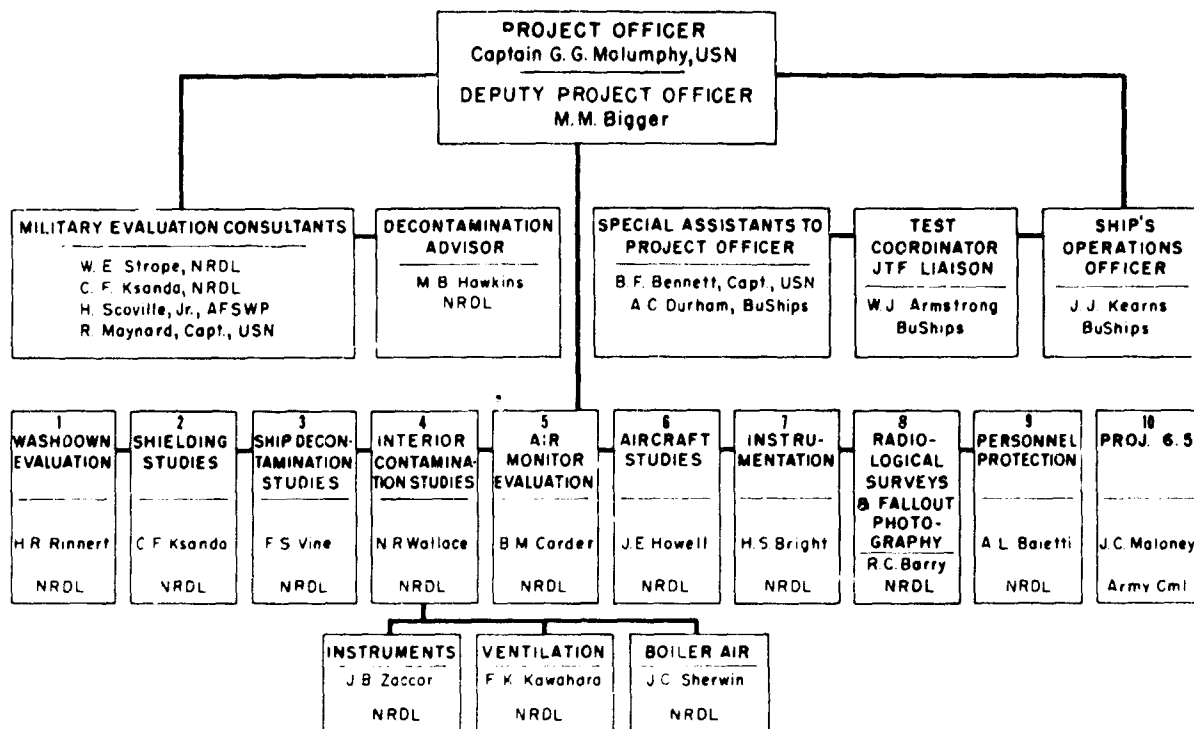 PROJECT OFFICER
Captain G. G. Malumphy, USN
DEPUTY PROJECT OFFICER
M. M. Bigger
MILITARY EVALUATION CONSULTANTS
W. E. Strope, NRDL
C. F. Ksanda, NRDL
H. Scoville, Jr., AFSWP
R. Maynard, Capt., USN
DECONTAMINATION
ADVISOR
M B Hawkins
NRDL
SPECIAL ASSISTANTS TO
PROJECT OFFICER
B. F. Bennett, Capt., USN
A C Durham, BuShips
TEST
COORDINATOR
JTF LIAISON
W. J. Armstrong
BuShips
SHIP'S
OPERATIONS
OFFICER
J. J. Kearns
BuShips
1
WASHDOWN
EVALUATION
H R Rinnert
NRDL
2
SHIELDING
STUDIES
C F Ksanda
NRDL
3
SHIP DECON-
TAMINATION
STUDIES
F S Vine
NRDL
4
INTERIOR
CONTAMINA-
TION STUDIES
N R Wallace
NRDL
5
AIR
MONITOR
EVALUATION
B M Carder
NRDL
6
AIRCRAFT
STUDIES
J. E Howell
NRDL
7
INSTRU-
MENTATION
H. S Bright
NRDL
8
RADIO-
LOGICAL
SURVEYS
& FALLOUT
PHOTO-
GRAPHY
R. C. Barry
NRDL
9
PERSONNEL
PROTECTION
A L Baietti
NRDL
10
PROJ. 6.5
J. C. Maloney
Army Cml
INSTRUMENTS
J B Zaccor
NRDL
VENTILATION
F K Kawahara
NRDL
BOILER AIR
J C Sherwin
NRDL